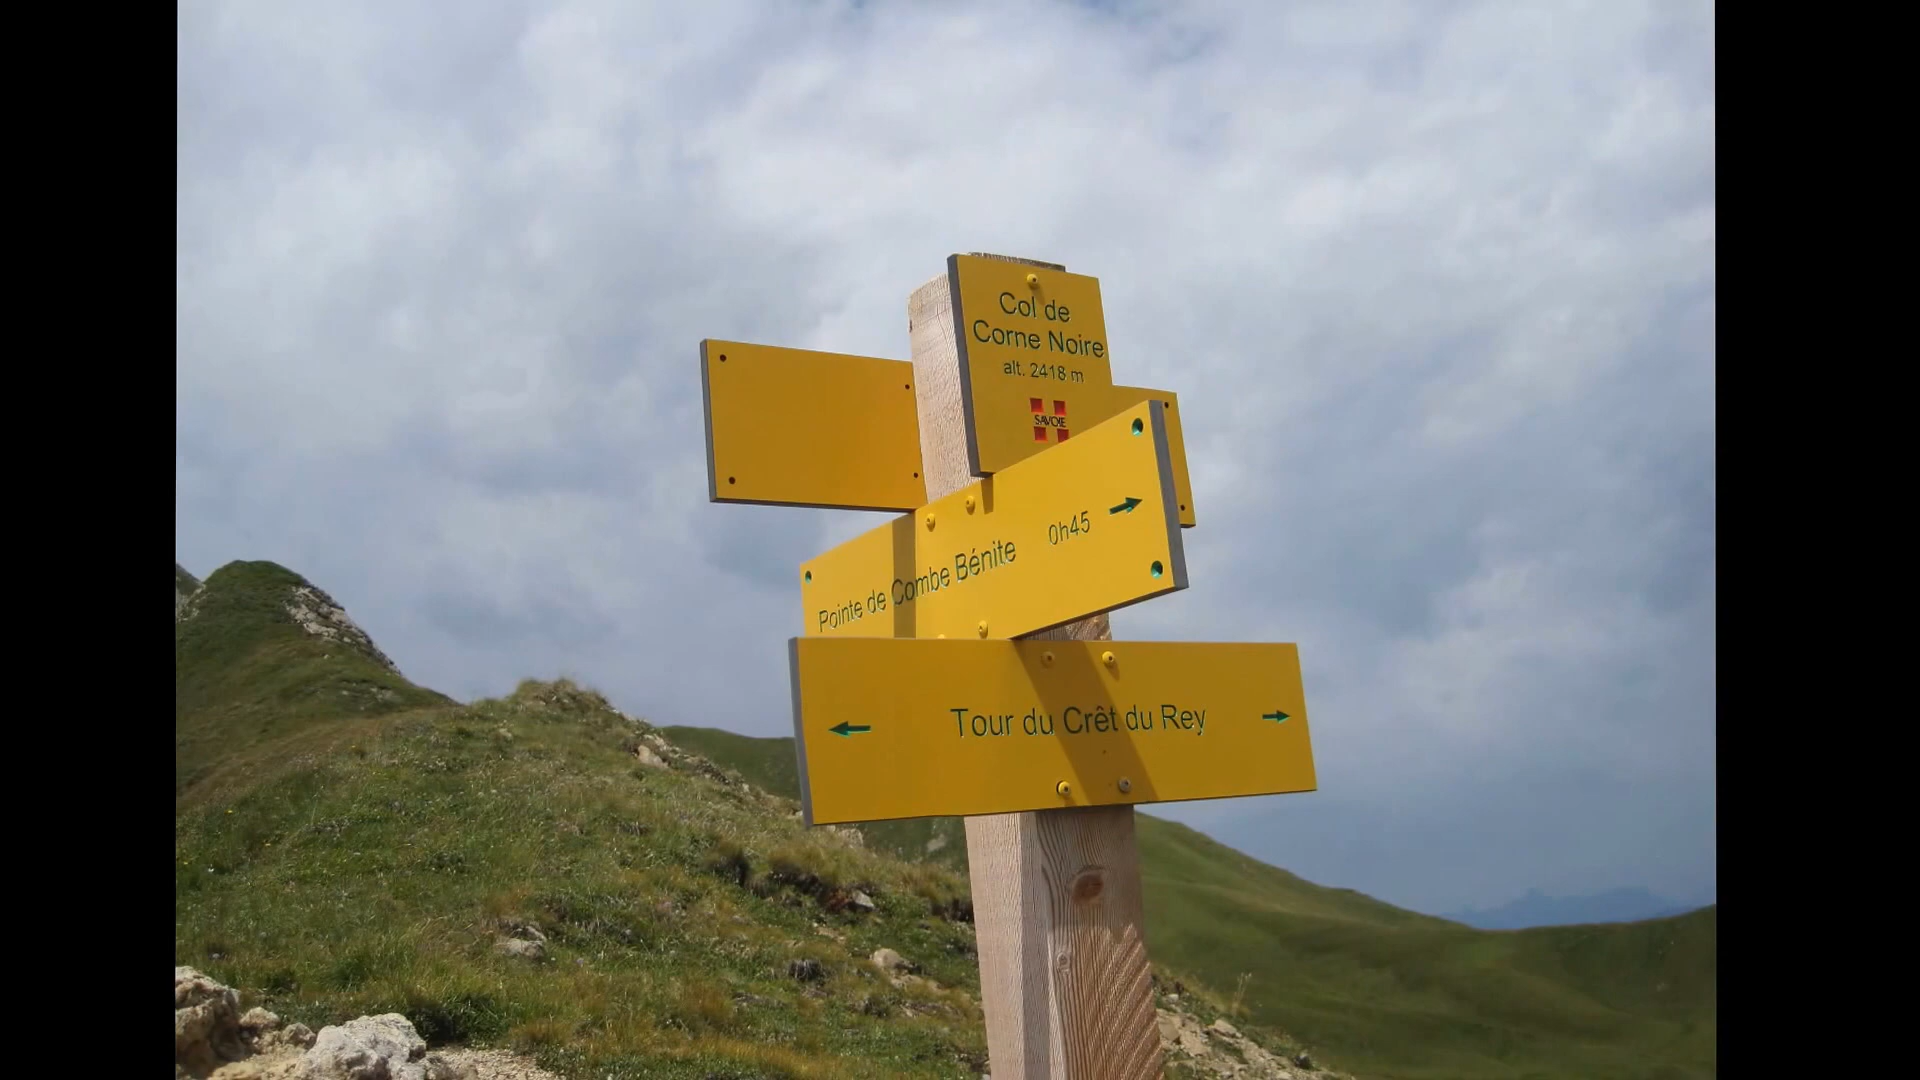 Col de
Corne Noire
alt. 2418 m
SAVOIE
Pointe de Combe Bénite 0h45 →
← Tour du Crêt du Rey →